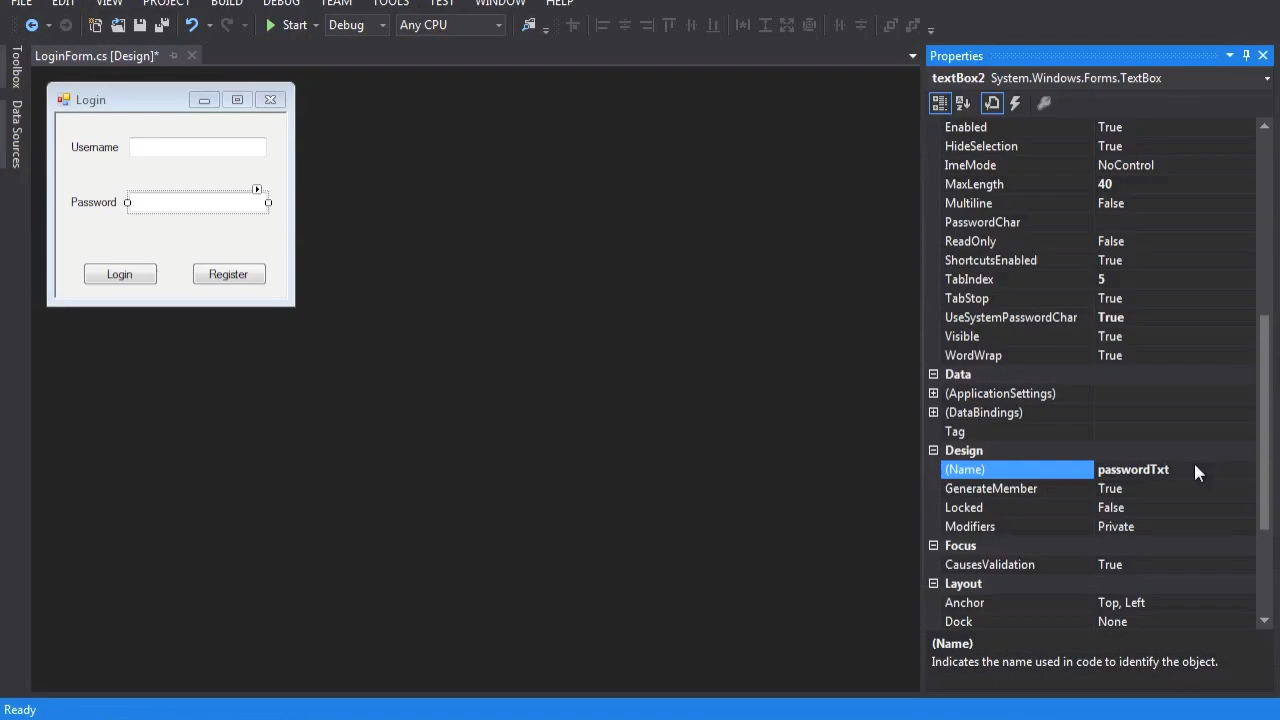 FILE EDIT VIEW PROJECT BUILD DEBUG TEAM TOOLS TEST WINDOW HELP
Start Debug Any CPU
LoginForm.cs [Design]*
Toolbox
Data Sources
Login
Username
Password
Login Register
Properties
textBox2 System.Windows.Forms.TextBox
Enabled True
HideSelection True
ImeMode NoControl
MaxLength 40
Multiline False
PasswordChar
ReadOnly False
ShortcutsEnabled True
TabIndex 5
TabStop True
UseSystemPasswordChar True
Visible True
WordWrap True
Data
(ApplicationSettings)
(DataBindings)
Tag
Design
(Name) passwordTxt
GenerateMember True
Locked False
Modifiers Private
Focus
CausesValidation True
Layout
Anchor Top, Left
Dock None
(Name)
Indicates the name used in code to identify the object.
Ready